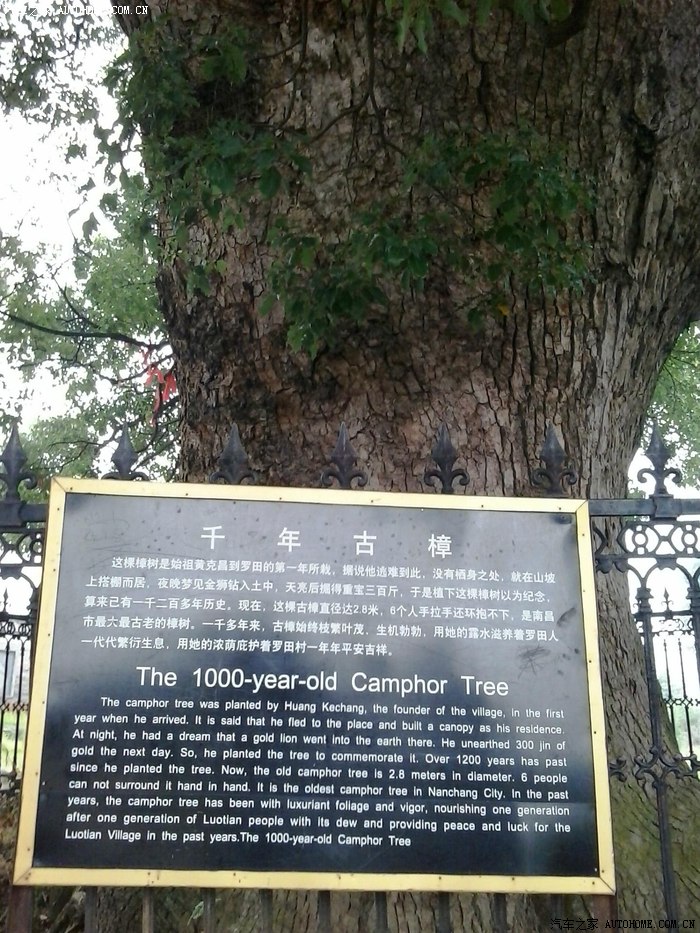 汽车之家 AUTOHOME.COM.CN
千年古樟
这棵樟树是始祖黄克昌到罗田的第一年所栽，据说他逃难到此，没有栖身之处，就在山坡
上搭棚而居，夜晚梦见金狮钻入土中，天亮后掘得重宝三百斤，于是植下这棵樟树以为纪念，
算来已有一千二百多年历史。现在，这棵古樟直径达2.8米，6个人手拉手还环抱不下，是南昌
市最大最古老的樟树。一千多年来，古樟始终枝繁叶茂、生机勃勃，用她的露水滋养着罗田人
一代代繁衍生息，用她的浓荫庇护着罗田村一年年平安吉祥。
The 1000-year-old Camphor Tree
The camphor tree was planted by Huang Kechang, the founder of the village, in the first
year when he arrived. It is said that he fled to the place and built a canopy as his residence.
At night, he had a dream that a gold lion went into the earth there. He unearthed 300 jin of
gold the next day. So, he planted the tree to commemorate it. Over 1200 years has past
since he planted the tree. Now, the old camphor tree is 2.8 meters in diameter. 6 people
can not surround it hand in hand. It is the oldest camphor tree in Nanchang City. In the past
years, the camphor tree has been with luxuriant foliage and vigor, nourishing one generation
after one generation of Luotian people with its dew and providing peace and luck for the
Luotian Village in the past years.The 1000-year-old Camphor Tree
汽车之家 AUTOHOME.COM.CN